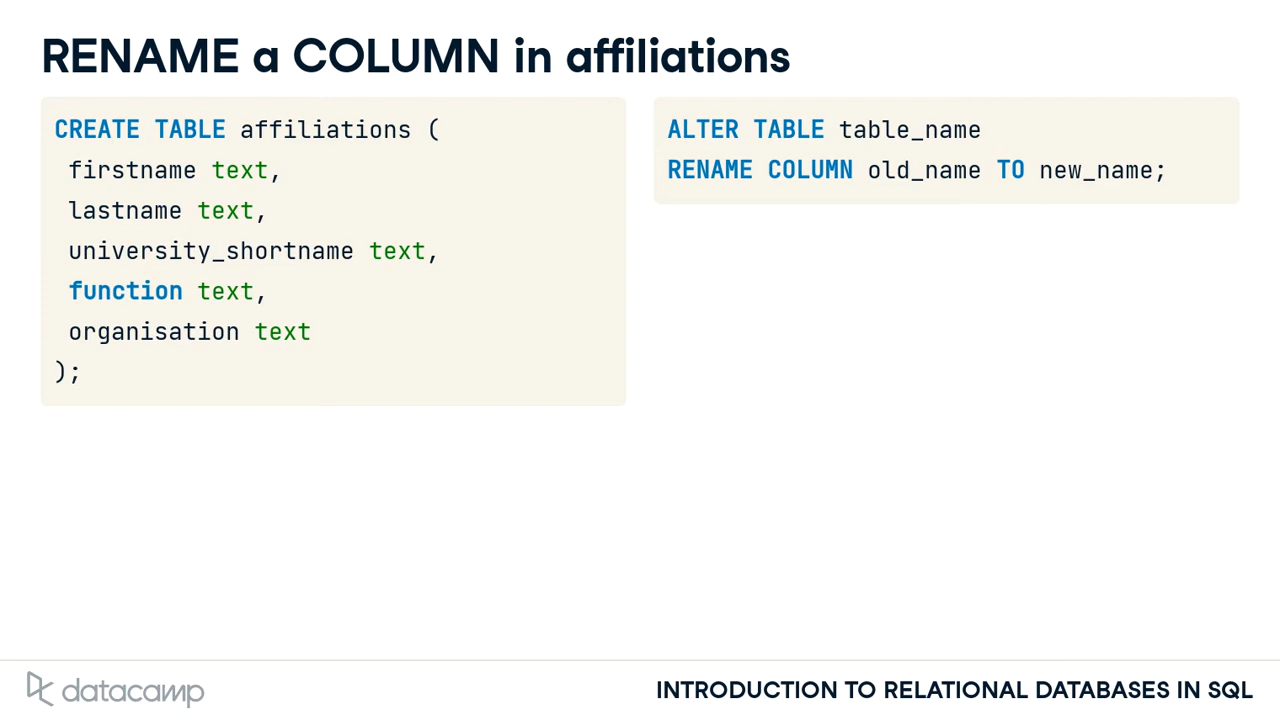 RENAME a COLUMN in affiliations
CREATE TABLE affiliations (
 firstname text,
 lastname text,
 university_shortname text,
 function text,
 organisation text
);
ALTER TABLE table_name
RENAME COLUMN old_name TO new_name;
datacamp
INTRODUCTION TO RELATIONAL DATABASES IN SQL